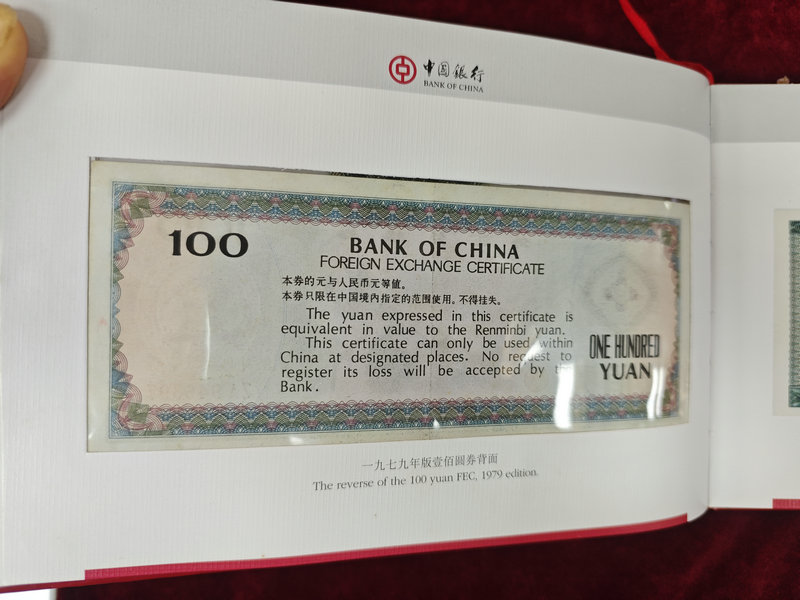 中国銀行
BANK OF CHINA
100
BANK OF CHINA
FOREIGN EXCHANGE CERTIFICATE
本券的元与人民币元等值。
本券只限在中国境内指定的范围使用。不得挂失。
The yuan expressed in this certificate is
equivalent in value to the Renminbi yuan.
This certificate can only be used within
China at designated places. No request to
register its loss will be accepted by the
Bank.
ONE HUNDRED
YUAN
一九七九年版壹佰圓券背面
The reverse of the 100 yuan FEC, 1979 edition.